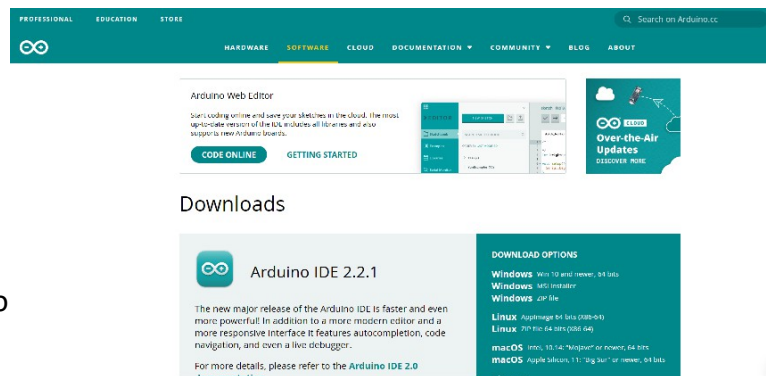 PROFESSIONAL EDUCATION STORE
Search on Arduino.cc
HARDWARE SOFTWARE CLOUD DOCUMENTATION COMMUNITY BLOG ABOUT
Arduino Web Editor
Start coding online and save your sketches in the cloud. The most
up-to-date version of the IDE includes all libraries and also
supports new Arduino boards.
CODE ONLINE GETTING STARTED
CLOUD
Over-the-Air
Updates
DISCOVER MORE
Downloads
Arduino IDE 2.2.1
The new major release of the Arduino IDE is faster and even
more powerful! In addition to a more modern editor and a
more responsive interface it features autocompletion, code
navigation, and even a live debugger.
For more details, please refer to the Arduino IDE 2.0
DOWNLOAD OPTIONS
Windows Win 10 and newer, 64 bits
Windows MSI installer
Windows ZIP file
Linux AppImage 64 bits (X86-64)
Linux ZIP file 64 bits (X86-64)
macOS Intel, 10.14: "Mojave" or newer, 64 bits
macOS Apple Silicon, 11: "Big Sur" or newer, 64 bits